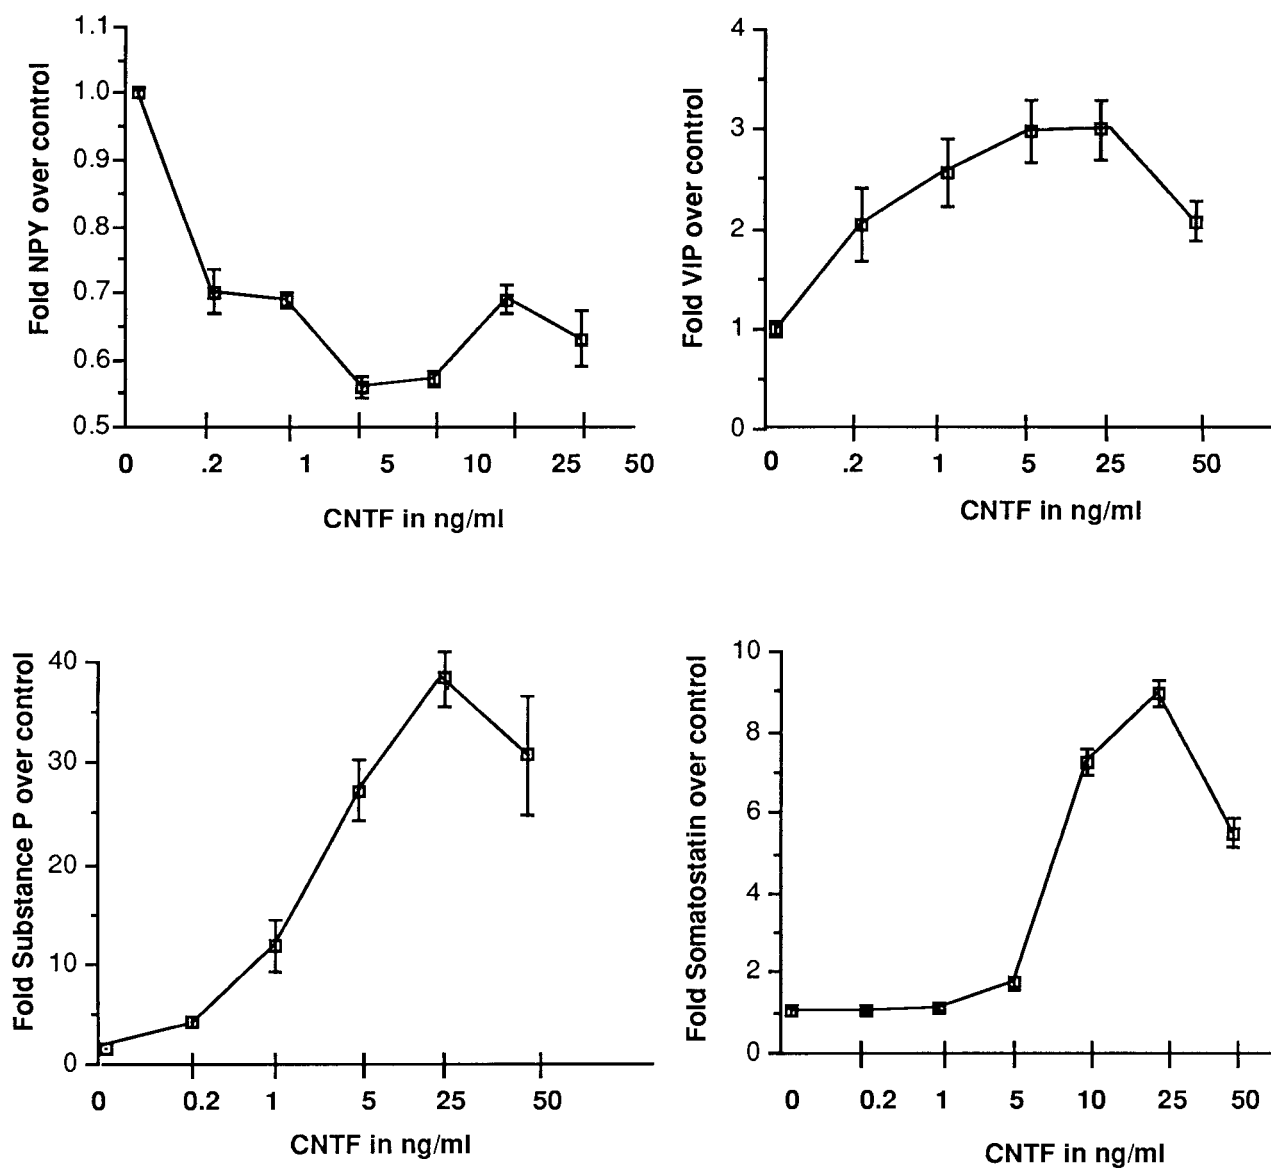 Fold NPY over control
1.1
1.0
0.9
0.8
0.7
0.6
0.5
0 .2 1 5 10 25 50
CNTF in ng/ml
Fold VIP over control
4
3
2
1
0
0 .2 1 5 25 50
CNTF in ng/ml
Fold Substance P over control
40
30
20
10
0
0 0.2 1 5 25 50
CNTF in ng/ml
Fold Somatostatin over control
10
8
6
4
2
0
0 0.2 1 5 10 25 50
CNTF in ng/ml